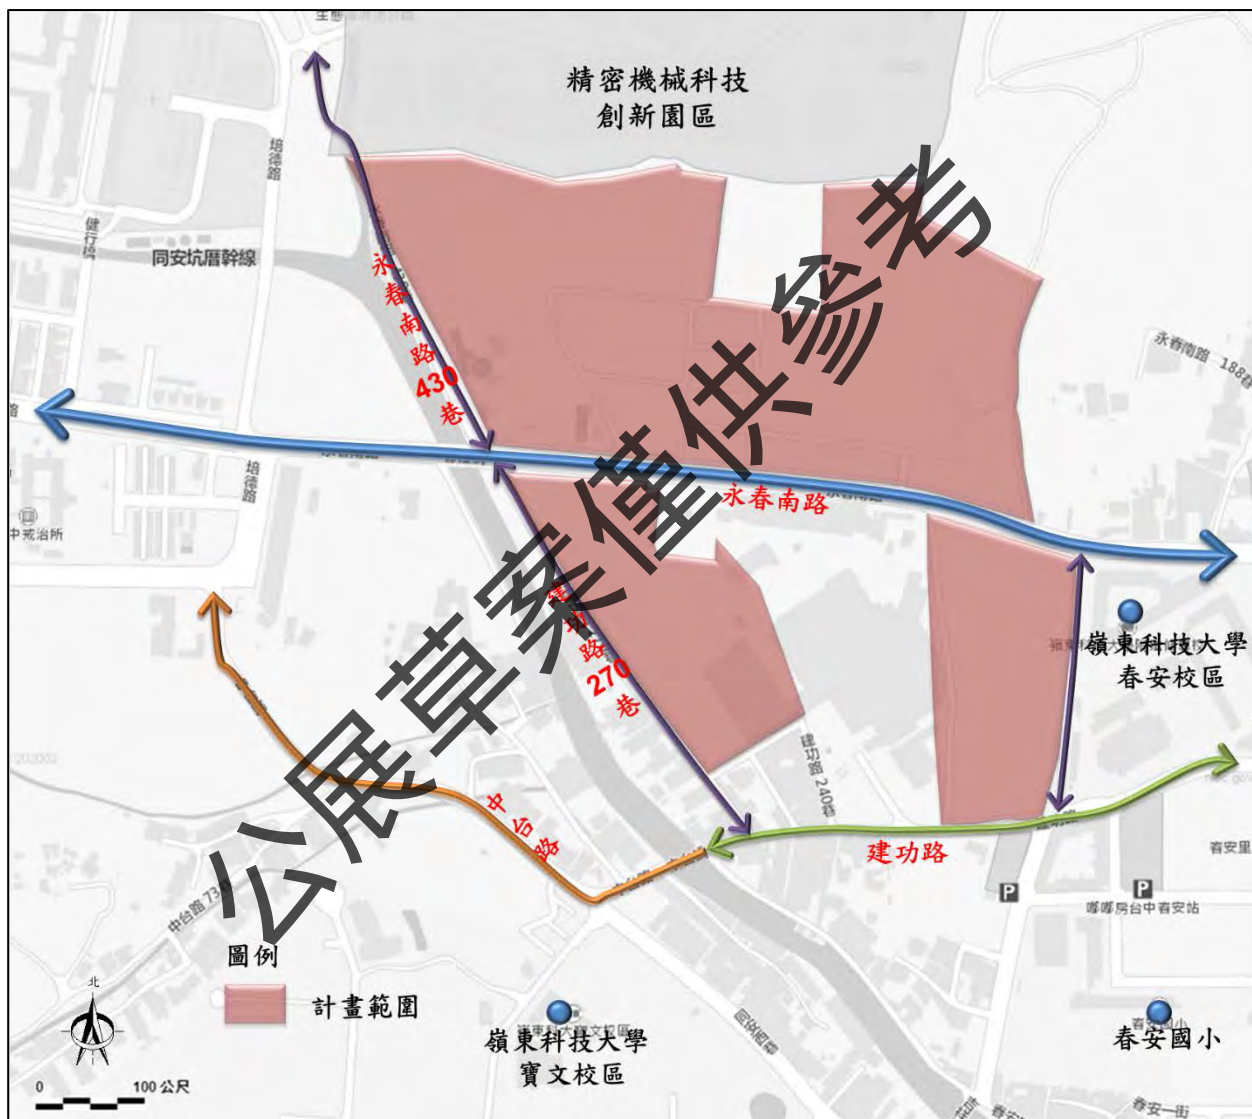 精密機械科技
創新園區
培德路
健行橋
同安坑厝幹線
永春南路430巷
永春南路 188巷
培德路
永春南路
中戒治所
建功路270巷
嶺東科技大學
春安校區
建功路 240巷
中台路
建功路
春安里
P
P
嘟嘟房台中春安站
中台路 73巷
公展草案僅供參考
圖例
計畫範圍
北
嶺東科技大學
寶文校區
春安國小
0 100 公尺
春安一街